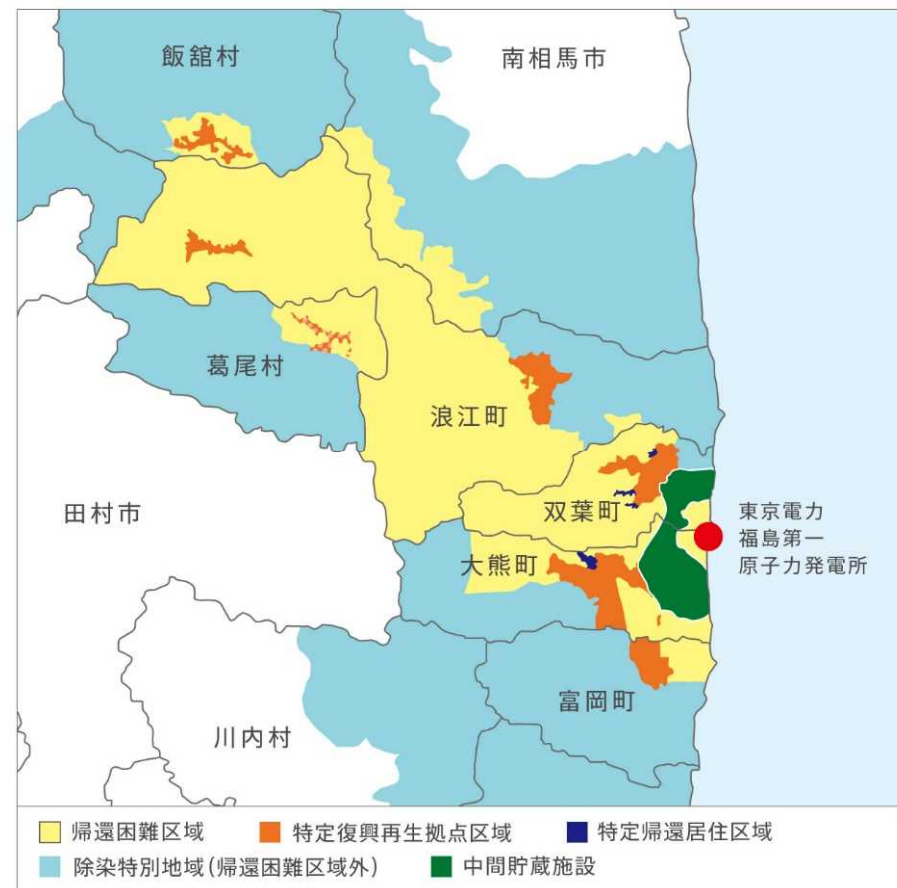 飯舘村
南相馬市
葛尾村
浪江町
田村市
双葉町
東京電力
福島第一
原子力発電所
大熊町
富岡町
川内村
帰還困難区域
特定復興再生拠点区域
特定帰還居住区域
除染特別地域(帰還困難区域外)
中間貯蔵施設